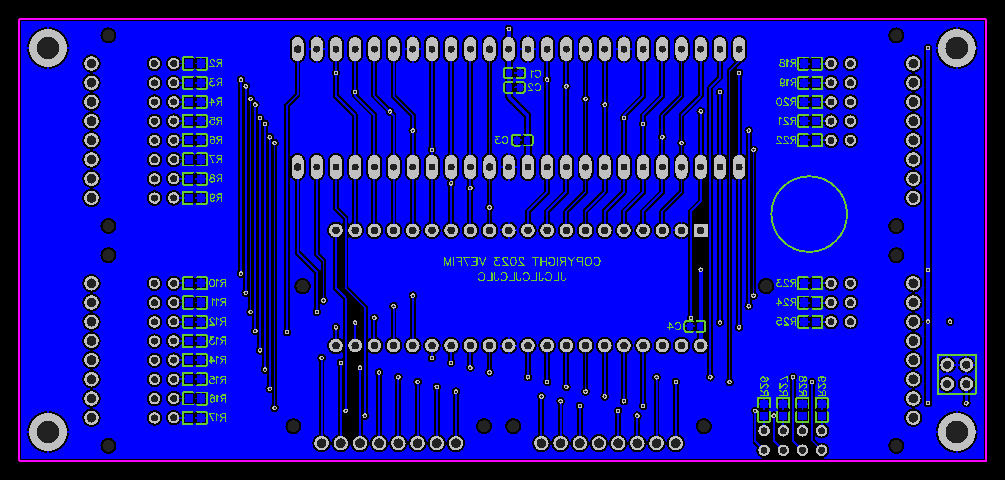 R2
R3
R4
R5
R6
R7
R8
R9
C1
C2
C3
R18
R19
R20
R21
R22
COPYRIGHT 2023 VE7FIM
JLCJLCJLCJLC
R10
R11
R12
R13
R14
R15
R16
R17
C4
R23
R24
R25
R26
R27
R28
R29